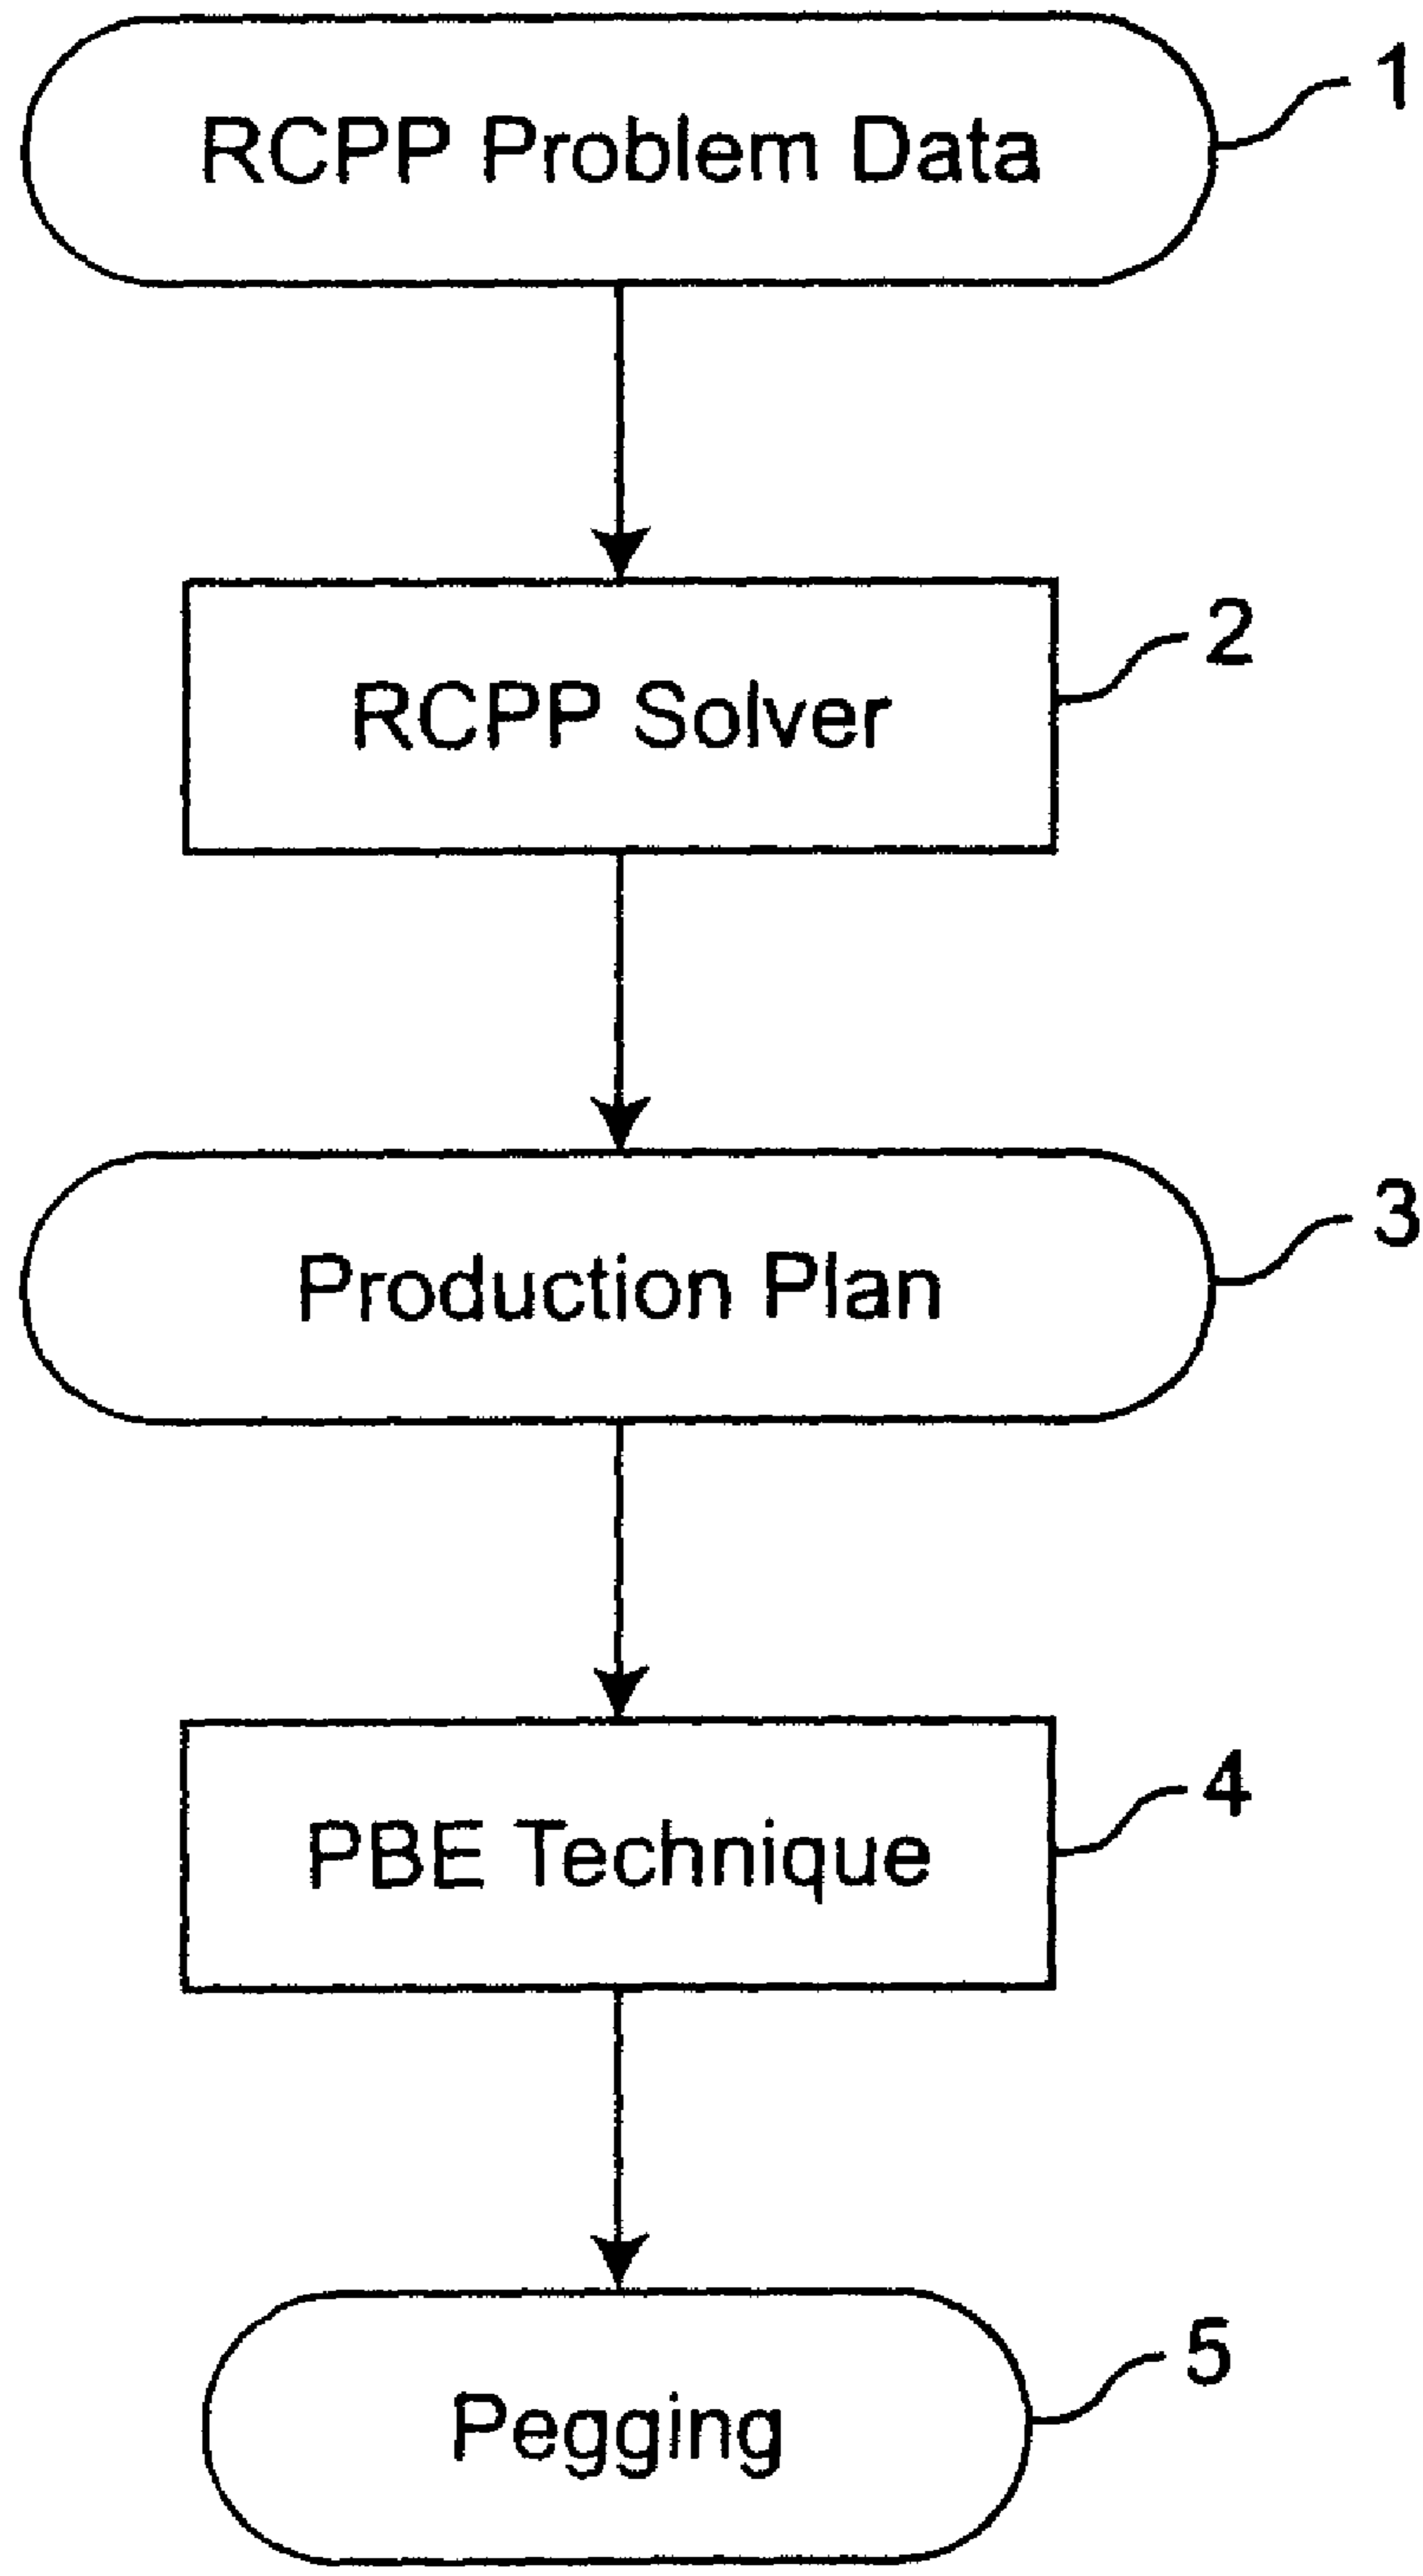 RCPP Problem Data
1
RCPP Solver
2
Production Plan
3
PBE Technique
4
Pegging
5